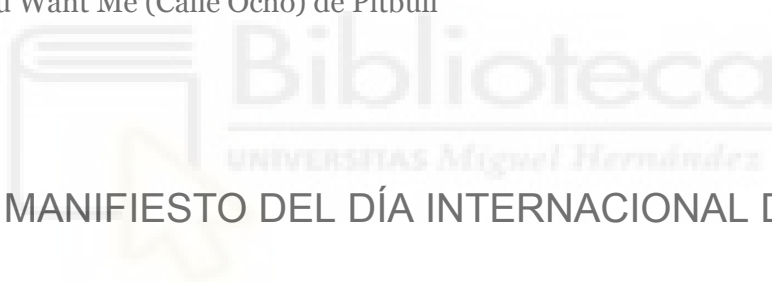 u Want Me (Calle Ocho) de Pitbull
Biblioteca
UNIVERSITAS Miguel Hernández
MANIFIESTO DEL DÍA INTERNACIONAL D